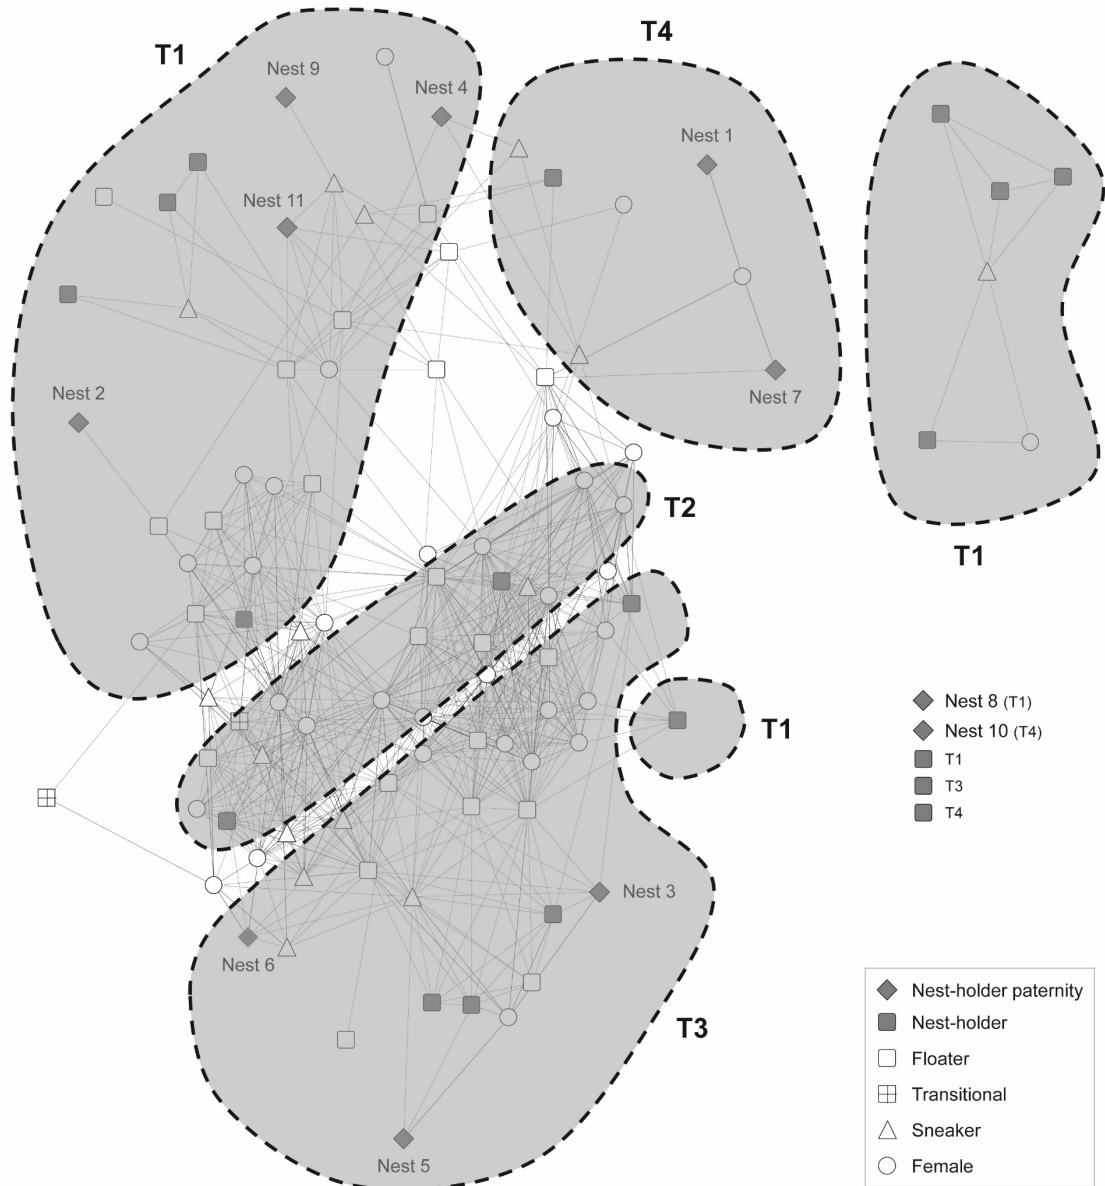 T4
T1
Nest 9
Nest 4
Nest 1
Nest 11
Nest 7
Nest 2
T2
T1
Nest 8 (T1)
Nest 10 (T4)
T1
T1
T3
T4
Nest 3
Nest 6
T3
Nest 5
Nest-holder paternity
Nest-holder
Floater
Transitional
Sneaker
Female